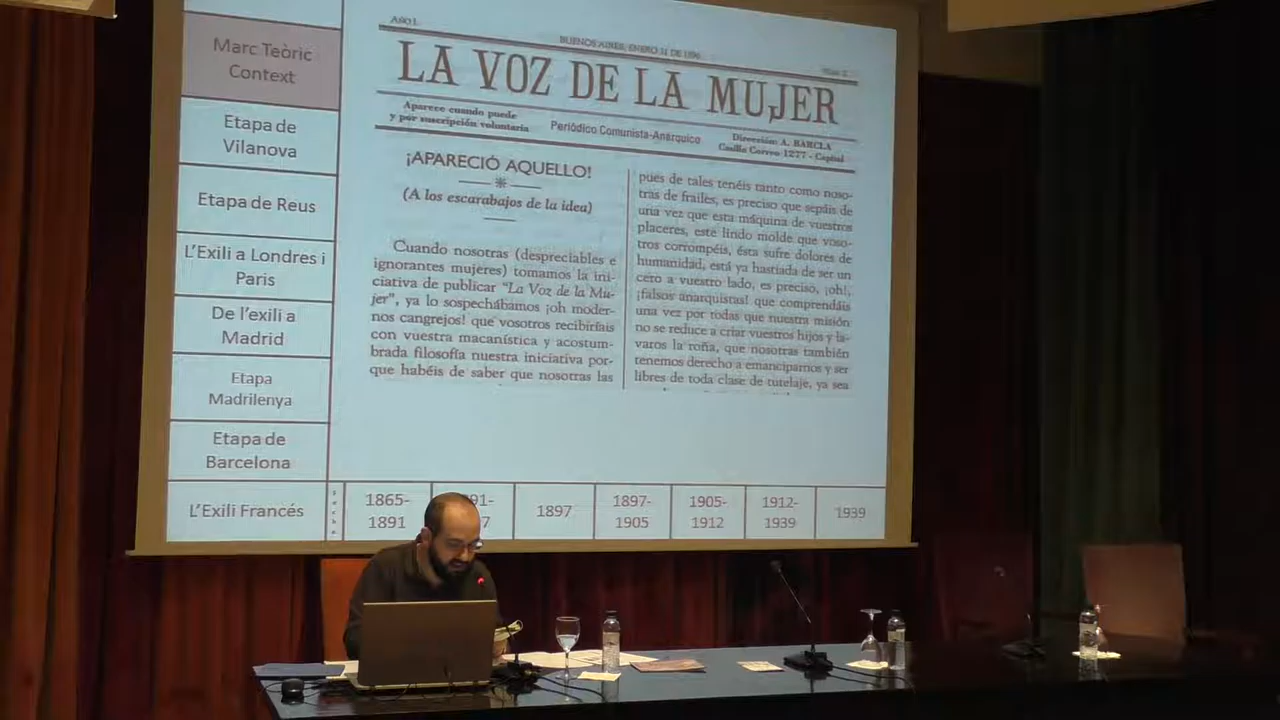 Marc Teòric
Context
Etapa de
Vilanova
Etapa de Reus
L'Exili a Londres i
Paris
De l'exili a
Madrid
Etapa
Madrilenya
Etapa de
Barcelona
L'Exili Francés
AÑO I.
BUENOS AIRES, ENERO 31 DE 1896
LA VOZ DE LA MUJER
Aparece cuando puede
y por suscripción voluntaria
Periódico Comunista-Anárquico
Dirección: A. BARCLA
Casilla Correo 1277 - Capital
¡APARECIÓ AQUELLO!
(A los escarabajos de la idea)
Cuando nosotras (despreciables e
ignorantes mujeres) tomamos la ini-
ciativa de publicar "La Voz de la Mu-
jer", ya lo sospechábamos ¡oh moder-
nos cangrejos! que vosotros recibiríais
con vuestra macanística y acostum-
brada filosofía nuestra iniciativa por-
que habéis de saber que nosotras las
pues de tales tenéis tanto como noso-
tras de frailes, es preciso que sepáis de
una vez que esta máquina de vuestros
placeres, este lindo molde que voso-
tros corrompéis, ésta sufre dolores de
humanidad, está ya hastiada de ser un
cero a vuestro lado, es preciso, ¡oh!,
¡falsos anarquistas! que comprendáis
una vez por todas que nuestra misión
no se reduce a criar vuestros hijos y la-
varos la roña, que nosotras también
tenemos derecho a emanciparnos y ser
libres de toda clase de tutelaje, ya sea
1865-
1891
1897
1897-
1905
1905-
1912
1912-
1939
1939